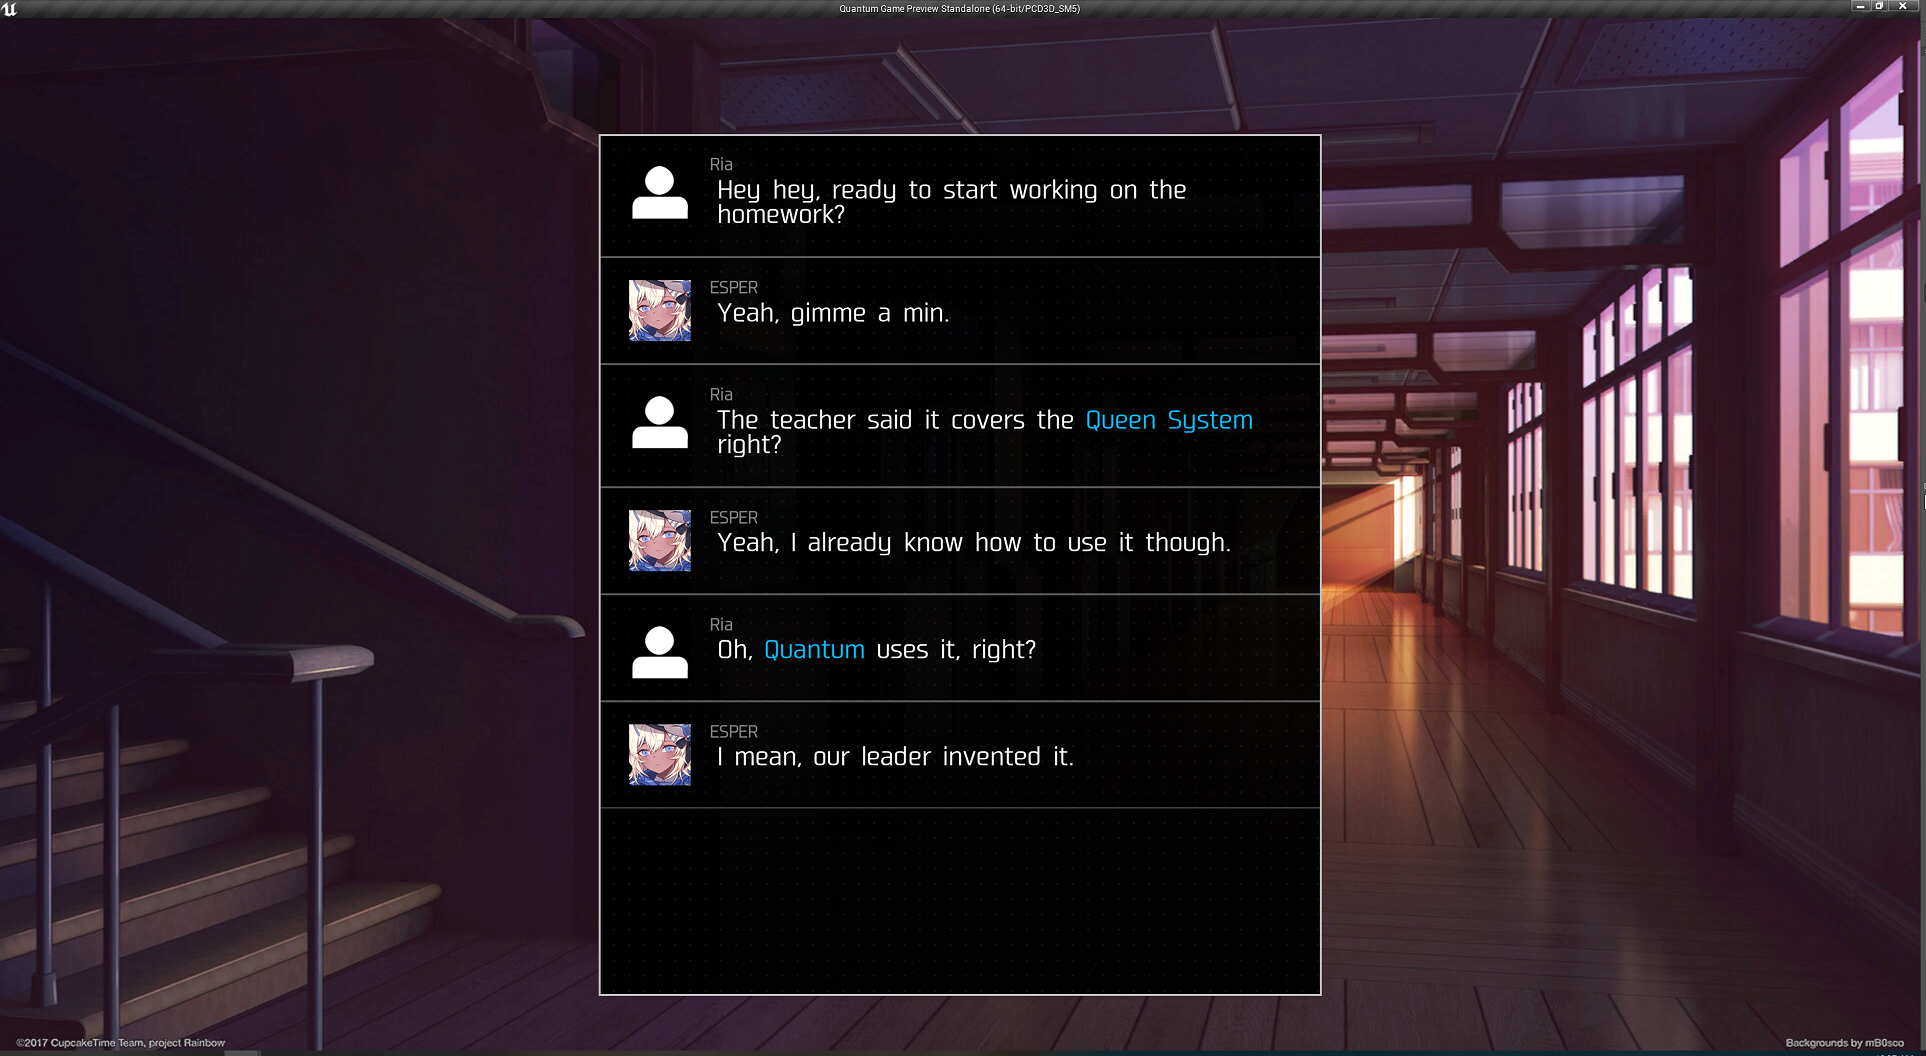 Quantum Game Preview Standalone (64-bit/PCD3D_SM5)
Ria
Hey hey, ready to start working on the
homework?
ESPER
Yeah, gimme a min.
Ria
The teacher said it covers the Queen System
right?
ESPER
Yeah, I already know how to use it though.
Ria
Oh, Quantum uses it, right?
ESPER
I mean, our leader invented it.
©2017 CupcakeTime Team, project Rainbow
Backgrounds by mB0sco